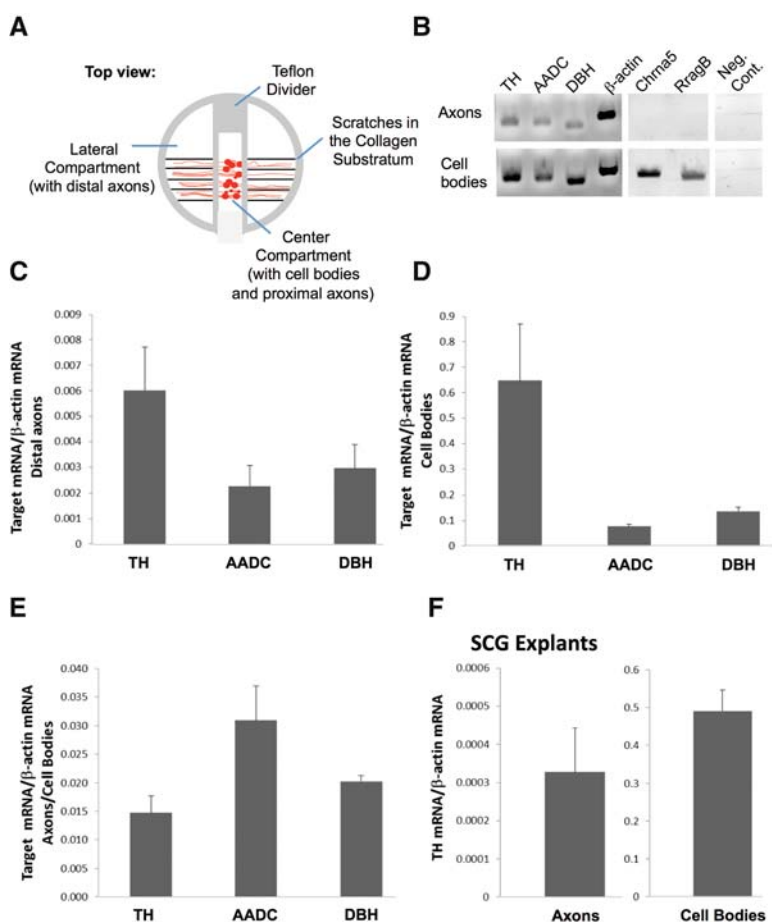 A
Top view:
Teflon
Divider
Scratches in
the Collagen
Substratum
Lateral
Compartment
(with distal axons)
Center
Compartment
(with cell bodies
and proximal axons)
B
TH
AADC
DBH
β-actin
Chrna5
RragB
Neg.
Cont.
Axons
Cell
bodies
C
Target mRNA/β-actin mRNA
Distal axons
0.009
0.008
0.007
0.006
0.005
0.004
0.003
0.002
0.001
0
TH AADC DBH
D
Target mRNA/β-actin mRNA
Cell Bodies
0.9
0.8
0.7
0.6
0.5
0.4
0.3
0.2
0.1
0
TH AADC DBH
E
Target mRNA/β-actin mRNA
Axons/Cell Bodies
0.040
0.035
0.030
0.025
0.020
0.015
0.010
0.005
0.000
TH AADC DBH
F
SCG Explants
TH mRNA/β-actin mRNA
0.0006
0.0005
0.0004
0.0003
0.0002
0.0001
0
Axons
0.6
0.5
0.4
0.3
0.2
0.1
0
Cell Bodies